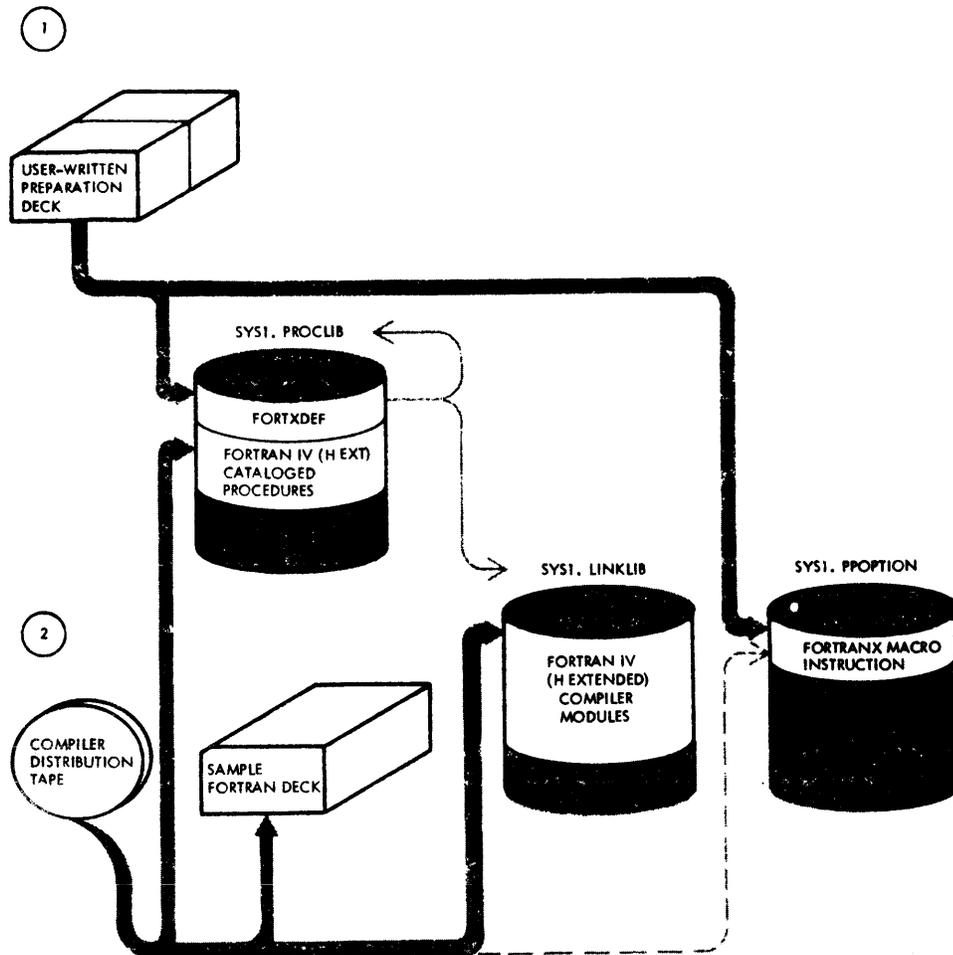 1
USER-WRITTEN
PREPARATION
DECK
SYS1. PROCLIB
FORTXDEF
FORTRAN IV (H EXT)
CATALOGED
PROCEDURES
SYS1. LINKLIB
SYS1. PPOPTION
2
FORTRAN IV
(H EXTENDED)
COMPILER
MODULES
FORTRANX MACRO
INSTRUCTION
COMPILER
DISTRIBUTION
TAPE
SAMPLE
FORTRAN DECK